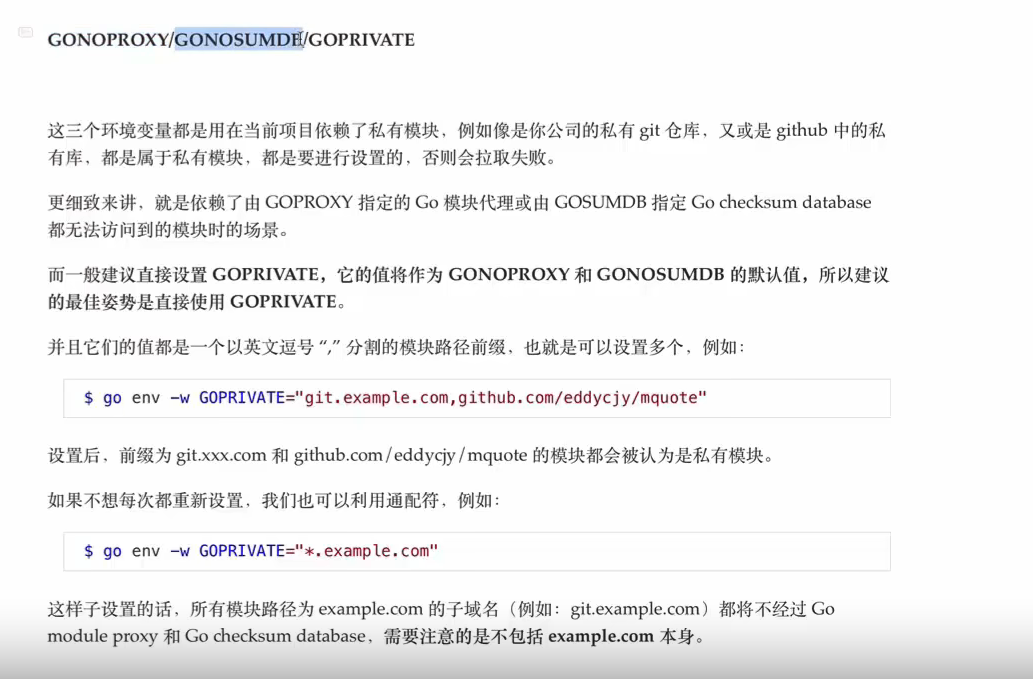 GONOPROXY/GONOSUMDB/GOPRIVATE
这三个环境变量都是用在当前项目依赖了私有模块，例如像是你公司的私有 git 仓库，又或是 github 中的私
有库，都是属于私有模块，都是要进行设置的，否则会拉取失败。
更细致来讲，就是依赖了由 GOPROXY 指定的 Go 模块代理或由 GOSUMDB 指定 Go checksum database
都无法访问到的模块时的场景。
而一般建议直接设置 GOPRIVATE，它的值将作为 GONOPROXY 和 GONOSUMDB 的默认值，所以建议
的最佳姿势是直接使用 GOPRIVATE。
并且它们的值都是一个以英文逗号 “,” 分割的模块路径前缀，也就是可以设置多个，例如：
$ go env -w GOPRIVATE="git.example.com,github.com/eddycjy/mquote"
设置后，前缀为 git.xxx.com 和 github.com/eddycjy/mquote 的模块都会被认为是私有模块。
如果不想每次都重新设置，我们也可以利用通配符，例如：
$ go env -w GOPRIVATE="*.example.com"
这样子设置的话，所有模块路径为 example.com 的子域名（例如：git.example.com）都将不经过 Go
module proxy 和 Go checksum database，需要注意的是不包括 example.com 本身。